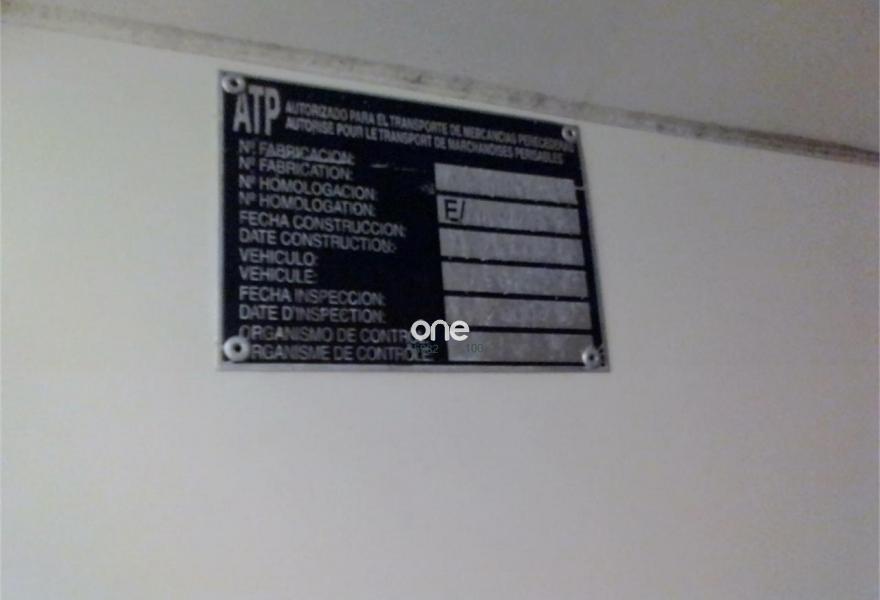 ATP
AUTORIZADO PARA EL TRANSPORTE DE MERCANCIAS PERECEDERAS
AUTORISE POUR LE TRANSPORT DE MARCHANDISES PERISABLES
Nº FABRICACION:
Nº FABRICATION:
Nº HOMOLOGACION:
Nº HOMOLOGATION:
E/
FECHA CONSTRUCCION:
DATE CONSTRUCTION:
VEHICULO:
VEHICULE:
FECHA INSPECCION:
DATE D'INSPECTION:
ORGANISMO DE CONTROL
ORGANISME DE CONTROLE:
one